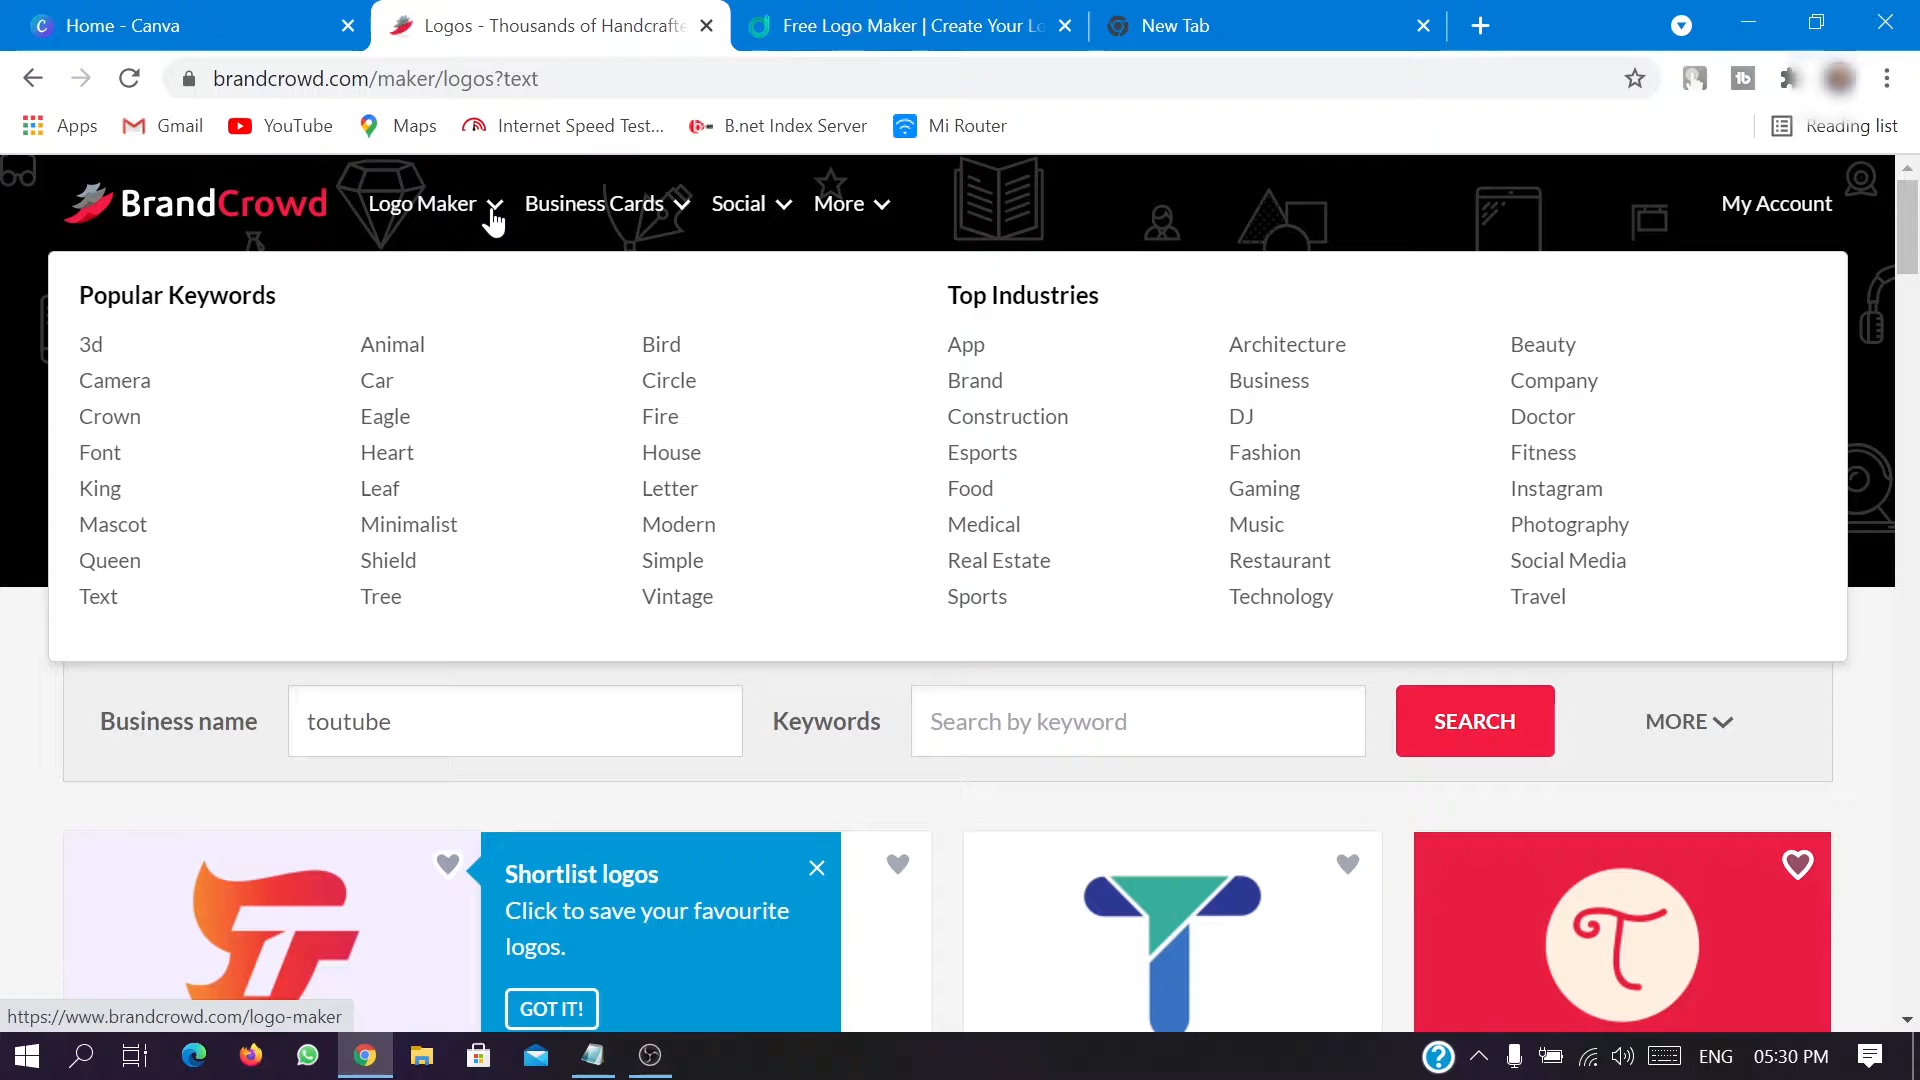 Home - Canva
Logos - Thousands of Handcrafte
Free Logo Maker | Create Your Lo
New Tab
brandcrowd.com/maker/logos?text
Apps
Gmail
YouTube
Maps
Internet Speed Test...
B.net Index Server
Mi Router
Reading list
BrandCrowd
Logo Maker
Business Cards
Social
More
My Account
Popular Keywords
Top Industries
3d
Animal
Bird
App
Architecture
Beauty
Camera
Car
Circle
Brand
Business
Company
Crown
Eagle
Fire
Construction
DJ
Doctor
Font
Heart
House
Esports
Fashion
Fitness
King
Leaf
Letter
Food
Gaming
Instagram
Mascot
Minimalist
Modern
Medical
Music
Photography
Queen
Shield
Simple
Real Estate
Restaurant
Social Media
Text
Tree
Vintage
Sports
Technology
Travel
Business name
toutube
Keywords
Search by keyword
SEARCH
MORE
Shortlist logos
Click to save your favourite
logos.
GOT IT!
T
T
https://www.brandcrowd.com/logo-maker
ENG
05:30 PM